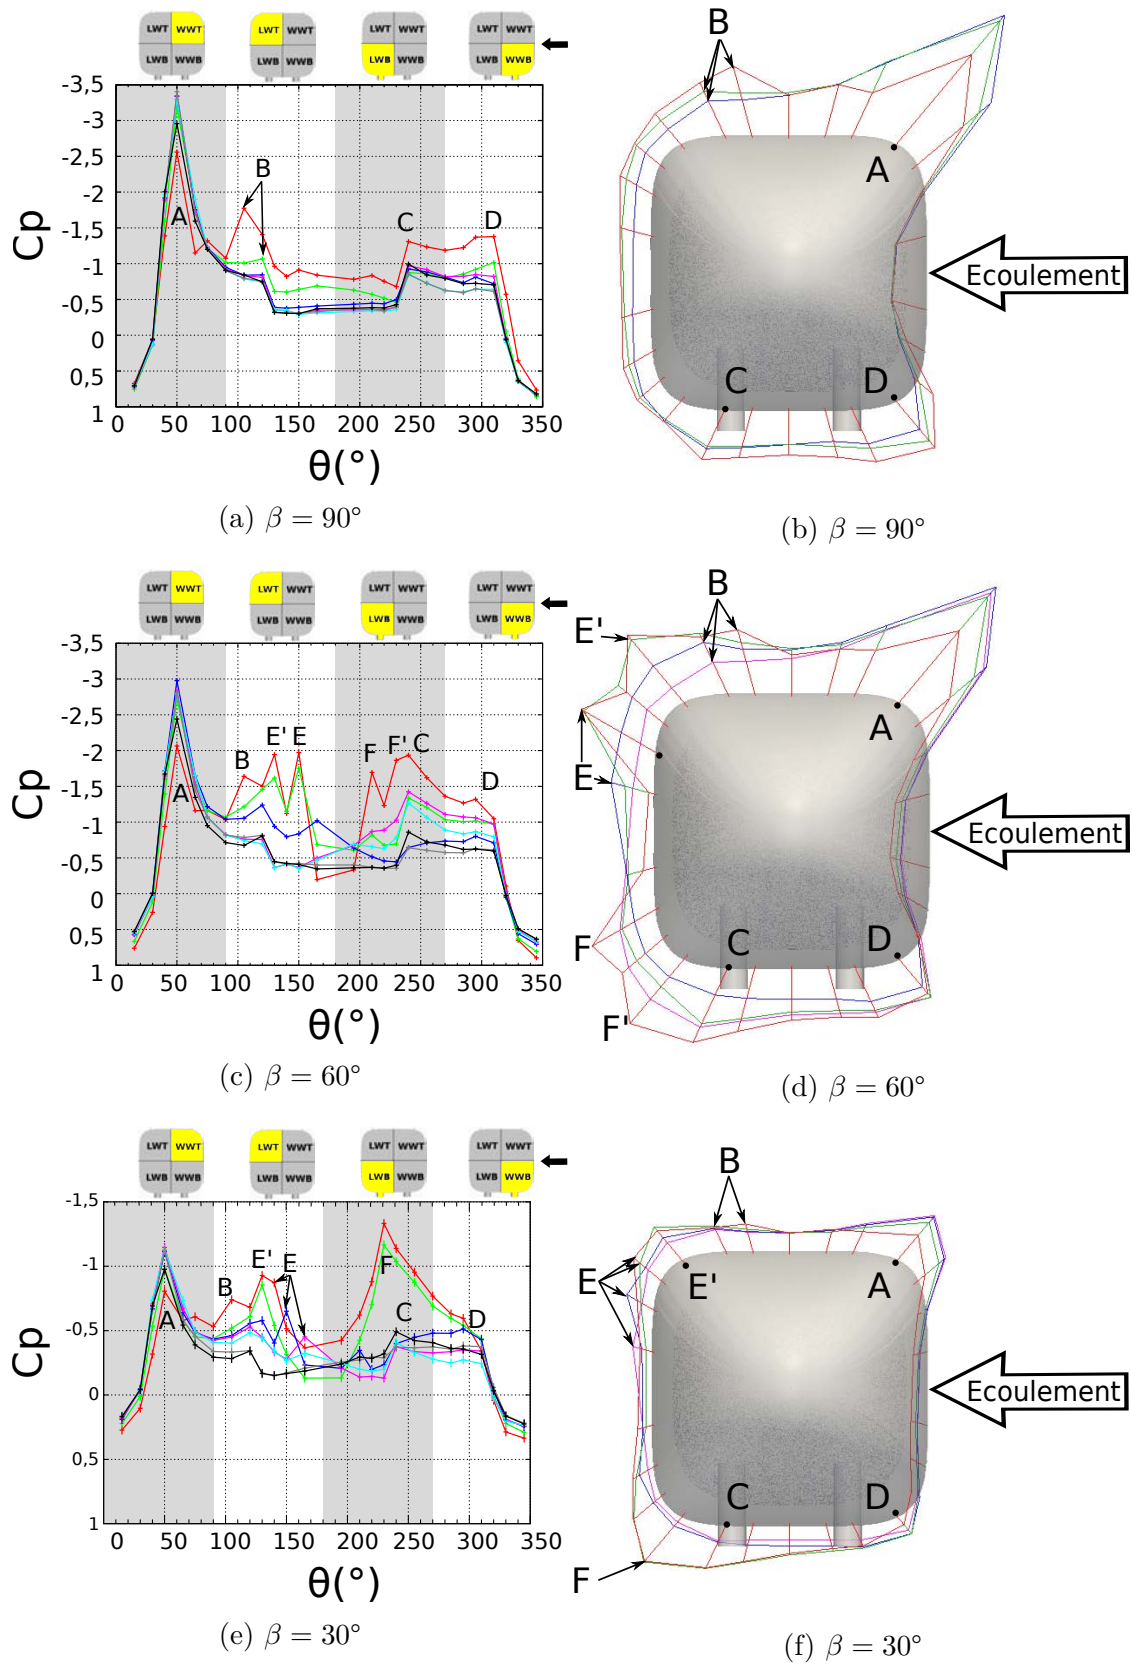 LWT WWT LWT WWT LWT WWT LWT WWT
LWB WWB LWB WWB LWB WWB LWB WWB
-3,5
-3
-2,5
-2
-1,5
-1
-0,5
0
0,5
1
Cp
A
B
C
D
0 50 100 150 200 250 300 350
θ(°)
(a) β = 90°
B
A
Ecoulement
C
D
(b) β = 90°
LWT WWT LWT WWT LWT WWT LWT WWT
LWB WWB LWB WWB LWB WWB LWB WWB
-3,5
-3
-2,5
-2
-1,5
-1
-0,5
0
0,5
1
Cp
A
B
E' E
F F' C
D
0 50 100 150 200 250 300 350
θ(°)
(c) β = 60°
B
E'
A
E
Ecoulement
F
C
D
F'
(d) β = 60°
LWT WWT LWT WWT LWT WWT LWT WWT
LWB WWB LWB WWB LWB WWB LWB WWB
-1,5
-1
-0,5
0
0,5
1
Cp
A
B
E' E
F
C
D
0 50 100 150 200 250 300 350
θ(°)
(e) β = 30°
B
E
E'
A
Ecoulement
C
D
F
(f) β = 30°